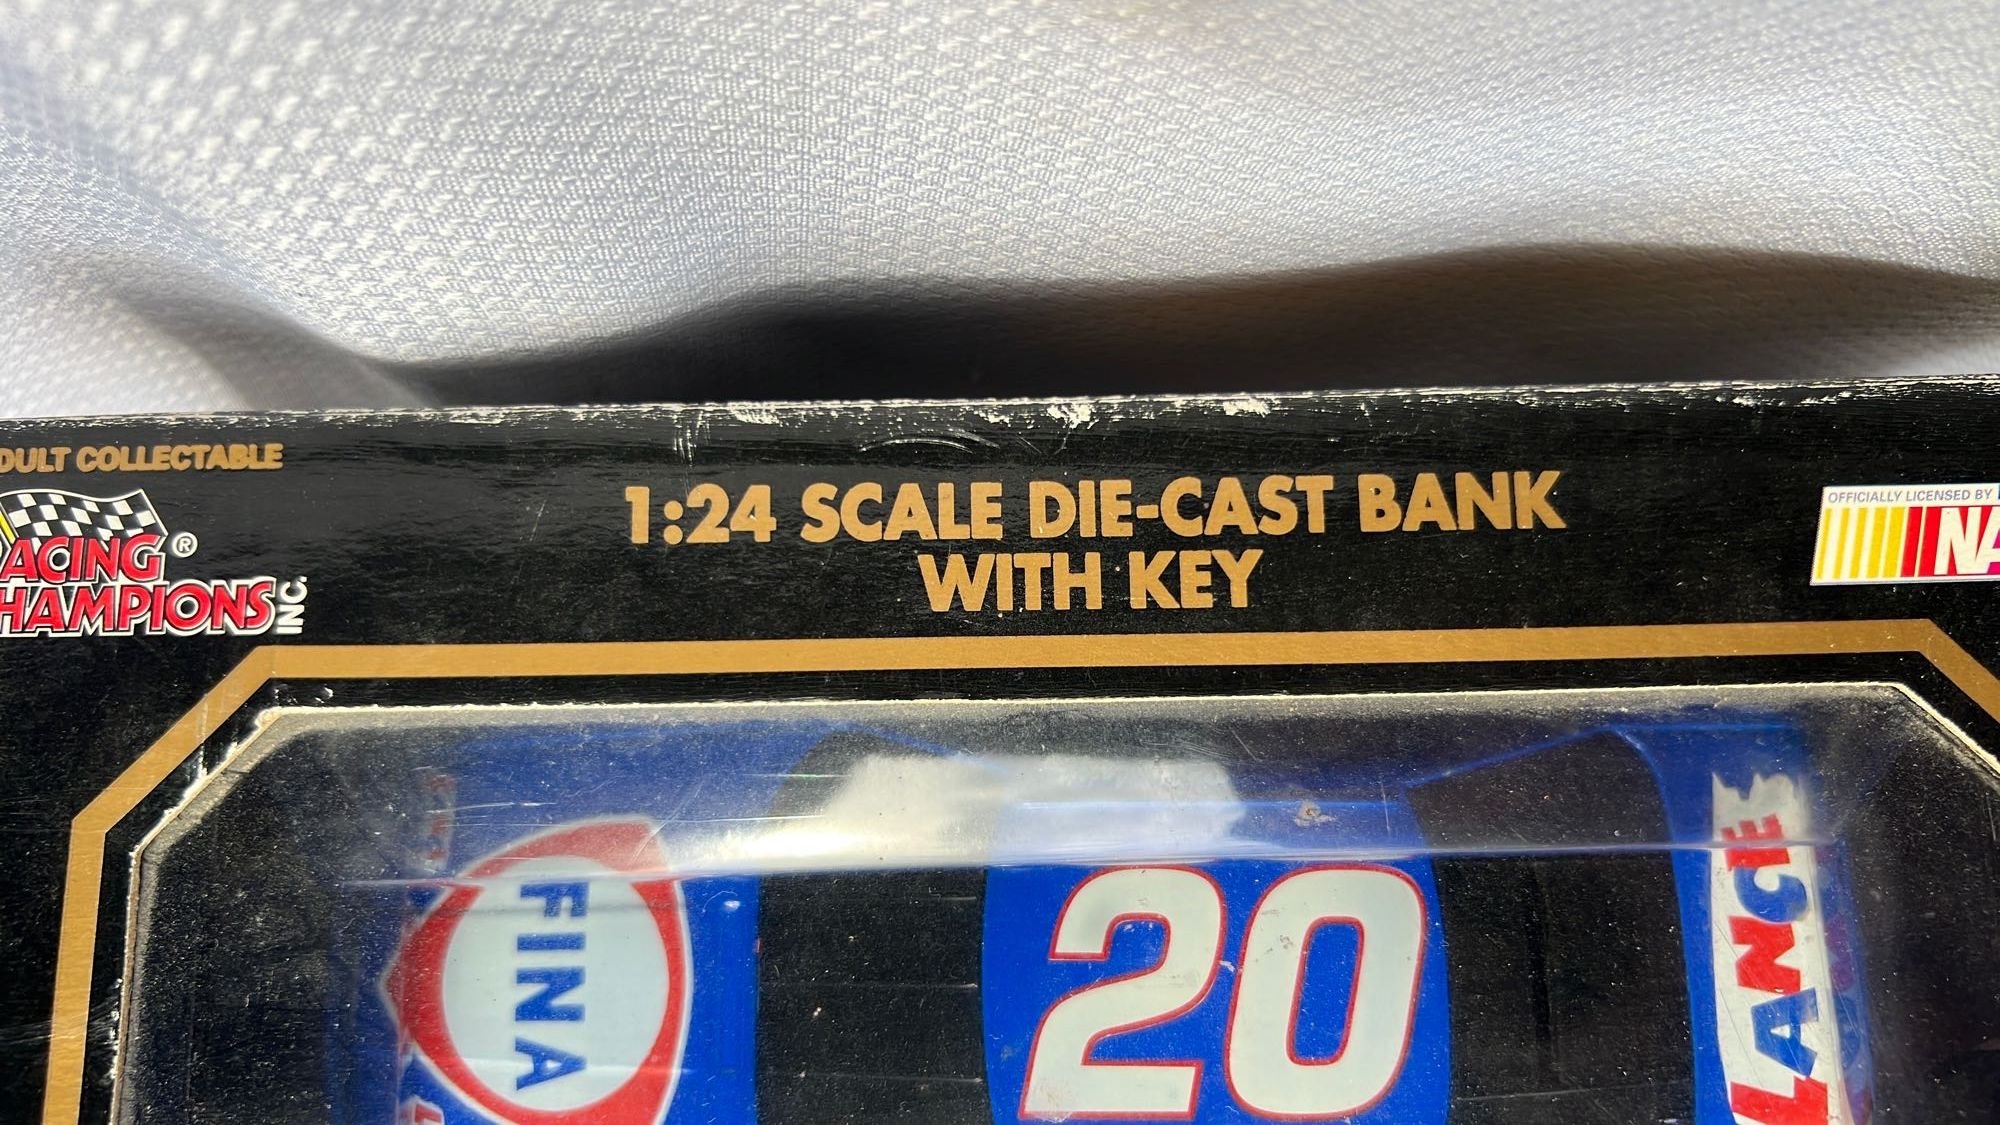 DULT COLLECTABLE
ACING ®
HAMPIONS INC.
1:24 SCALE DIE-CAST BANK
WITH KEY
OFFICIALLY LICENSED BY
NA
FINA
20
LANCE